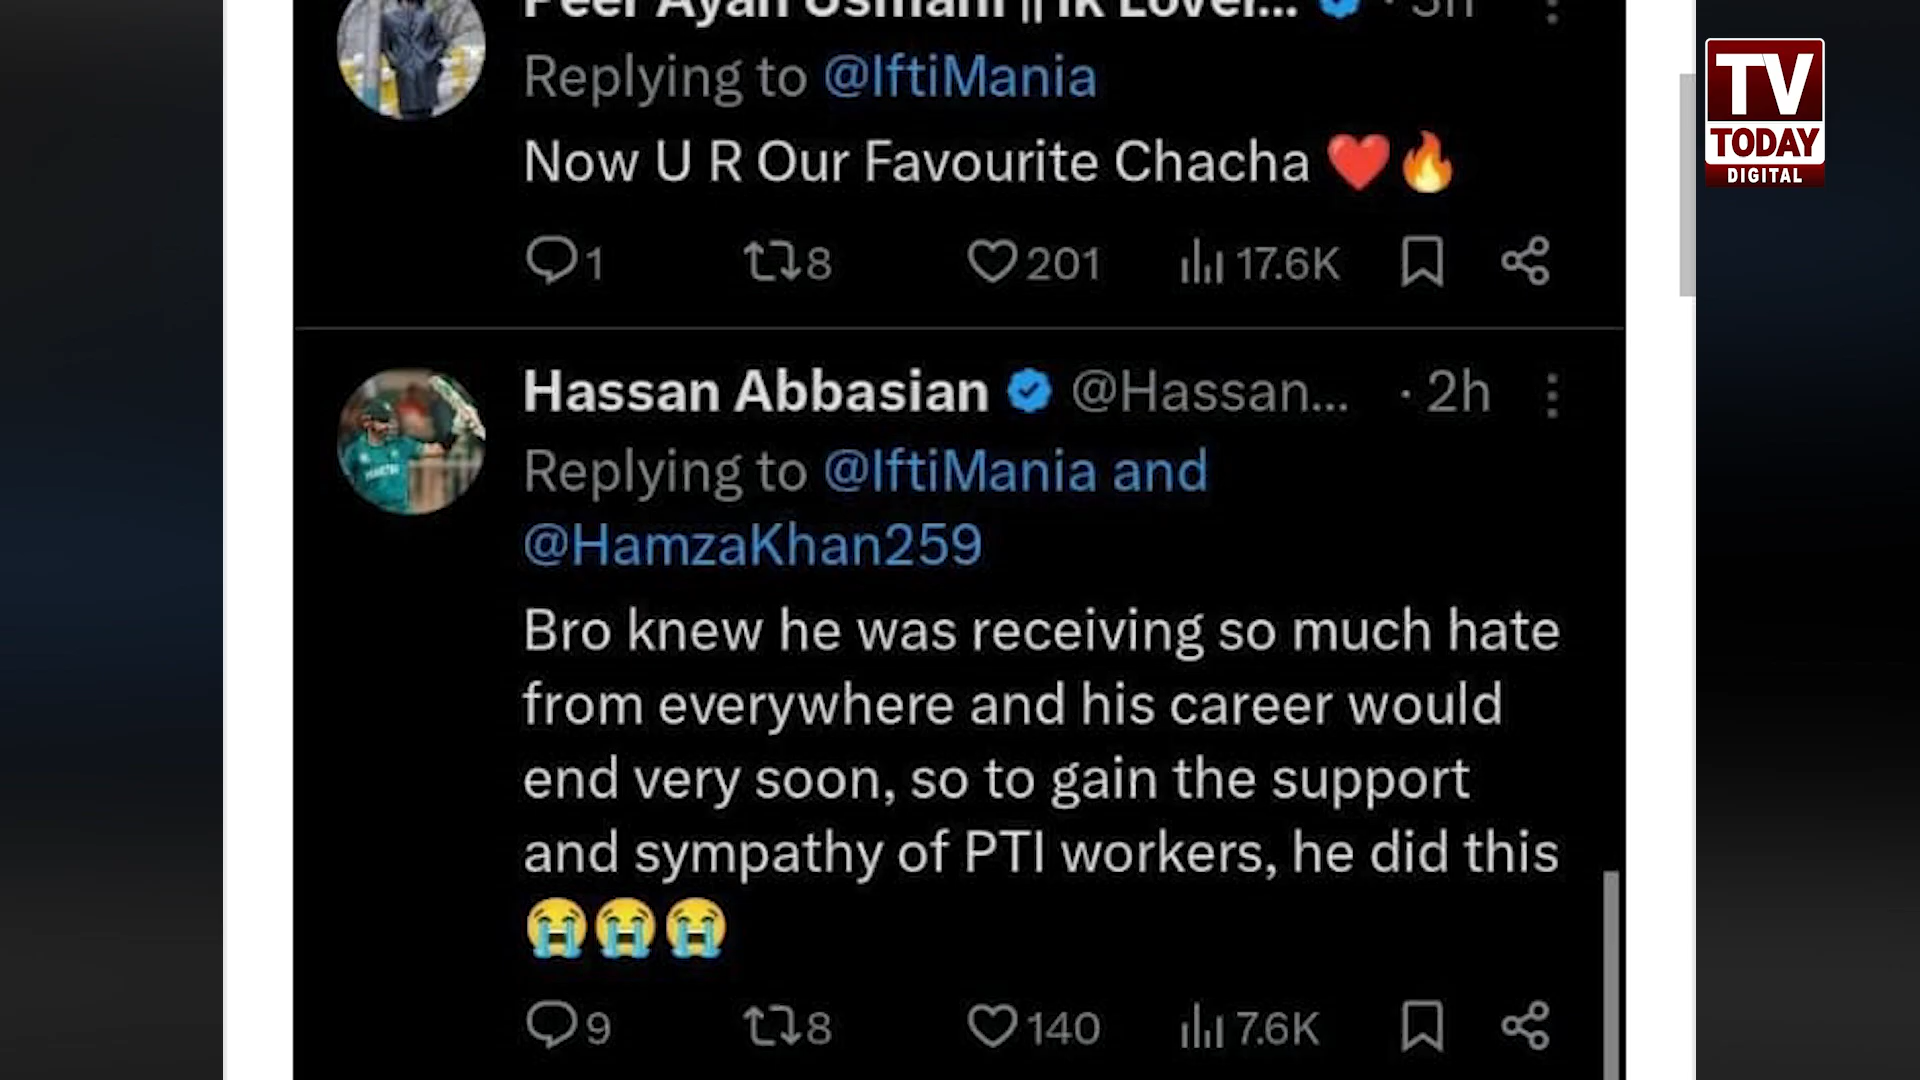 Peer Ayan Usmani || Ik Lover... · 3h
Replying to @IftiMania
Now U R Our Favourite Chacha ❤️🔥
1 8 201 17.6K
Hassan Abbasian @Hassan... · 2h
Replying to @IftiMania and
@HamzaKhan259
Bro knew he was receiving so much hate
from everywhere and his career would
end very soon, so to gain the support
and sympathy of PTI workers, he did this
😭😭😭
9 8 140 7.6K
TV
TODAY
DIGITAL